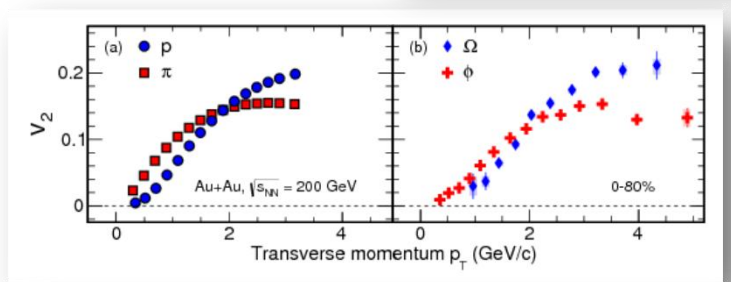 (a) p
π
(b) Ω
φ
0.2
0.1
0
V₂
Au+Au, √sNN = 200 GeV
0-80%
0 2 4 0 2 4
Transverse momentum pT (GeV/c)